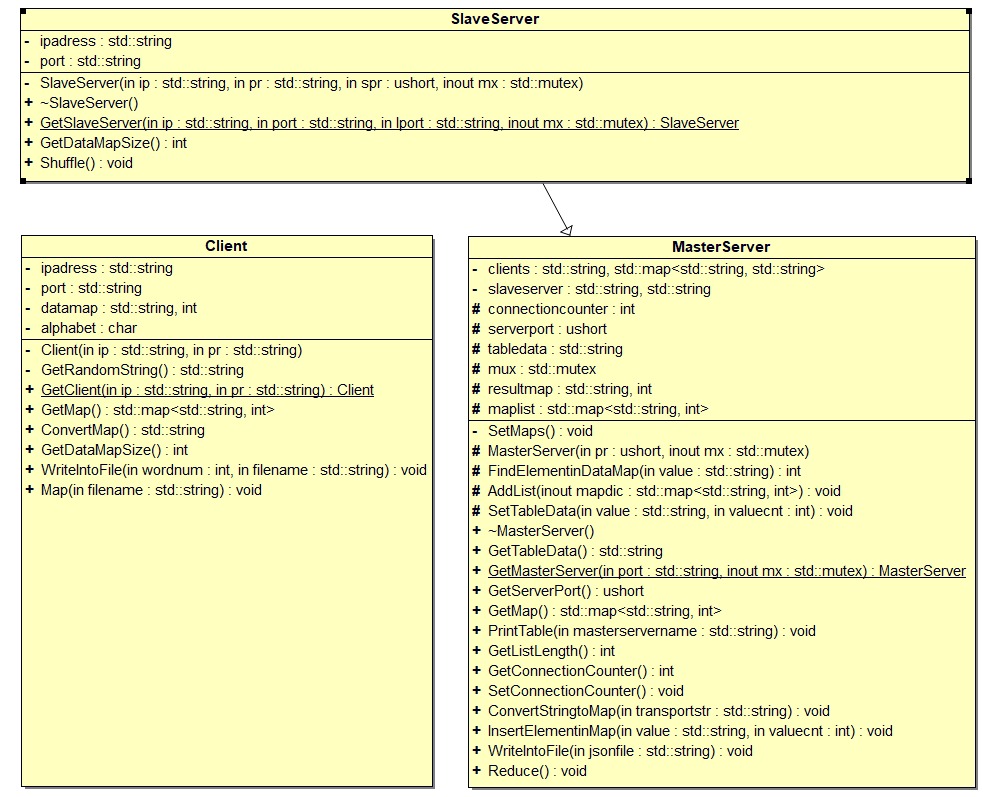 SlaveServer
- ipadress : std::string
- port : std::string
- SlaveServer(in ip : std::string, in pr : std::string, in spr : ushort, inout mx : std::mutex)
+ ~SlaveServer()
+ GetSlaveServer(in ip : std::string, in port : std::string, in lport : std::string, inout mx : std::mutex) : SlaveServer
+ GetDataMapSize() : int
+ Shuffle() : void
Client
- ipadress : std::string
- port : std::string
- datamap : std::string, int
- alphabet : char
- Client(in ip : std::string, in pr : std::string)
- GetRandomString() : std::string
+ GetClient(in ip : std::string, in pr : std::string) : Client
+ GetMap() : std::map<std::string, int>
+ ConvertMap() : std::string
+ GetDataMapSize() : int
+ WriteIntoFile(in wordnum : int, in filename : std::string) : void
+ Map(in filename : std::string) : void
MasterServer
- clients : std::string, std::map<std::string, std::string>
- slaveserver : std::string, std::string
# connectioncounter : int
# serverport : ushort
# tabledata : std::string
# mux : std::mutex
# resultmap : std::string, int
# maplist : std::map<std::string, int>
- SetMaps() : void
# MasterServer(in pr : ushort, inout mx : std::mutex)
# FindElementinDataMap(in value : std::string) : int
# AddList(inout mapdic : std::map<std::string, int>) : void
# SetTableData(in value : std::string, in valuecnt : int) : void
+ ~MasterServer()
+ GetTableData() : std::string
+ GetMasterServer(in port : std::string, inout mx : std::mutex) : MasterServer
+ GetServerPort() : ushort
+ GetMap() : std::map<std::string, int>
+ PrintTable(in masterservername : std::string) : void
+ GetListLength() : int
+ GetConnectionCounter() : int
+ SetConnectionCounter() : void
+ ConvertStringtoMap(in transportstr : std::string) : void
+ InsertElementinMap(in value : std::string, in valuecnt : int) : void
+ WriteIntoFile(in jsonfile : std::string) : void
+ Reduce() : void